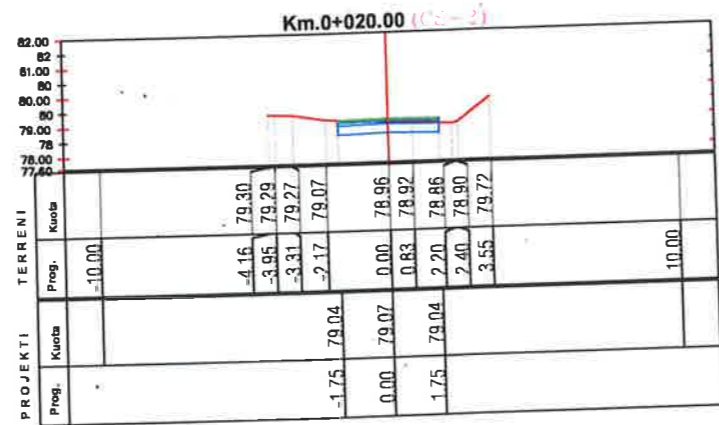 Km.0+020.00 (CS-2)
82.00
82
81.00
80.00
80
79.00
78
78.00
77.60
TERRENI
Kuota 79.30 79.29 79.27 79.07 78.96 78.92 78.86 78.90 79.72
Prog. -10.00 -4.16 -3.95 -3.31 -2.17 0.00 0.83 2.20 2.40 3.55 10.00
PROJEKTI
Kuota 79.04 79.07 79.04
Prog. -1.75 0.00 1.75